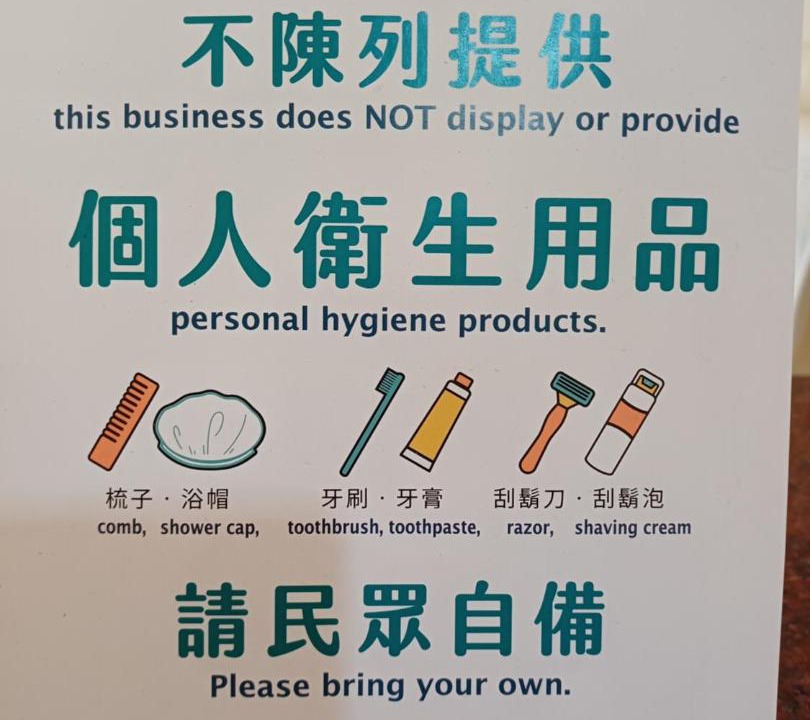 不陳列提供
this business does NOT display or provide
個人衛生用品
personal hygiene products.
梳子·浴帽 牙刷·牙膏 刮鬍刀·刮鬍泡
comb, shower cap, toothbrush, toothpaste, razor, shaving cream
請民眾自備
Please bring your own.